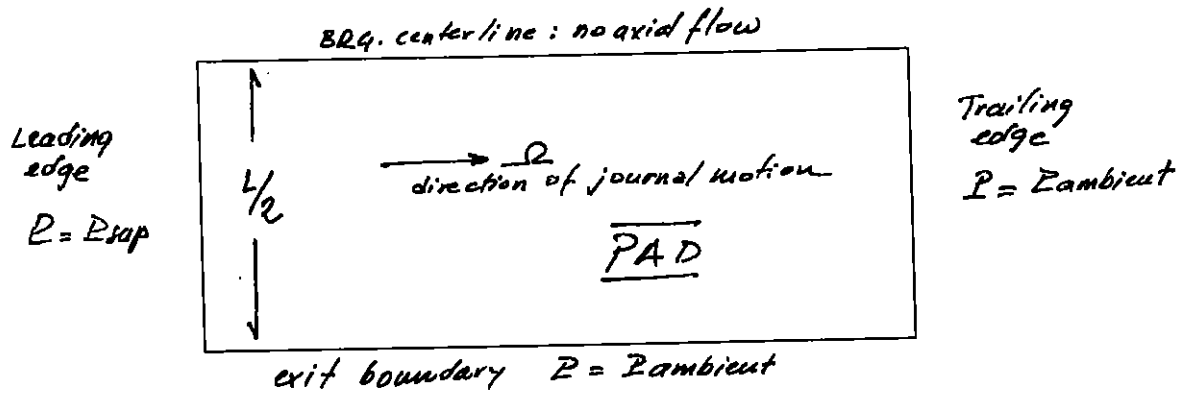 BRG. centerline : no axial flow
Leading
edge
P = Psup
L/2
Ω
direction of journal motion
PAD
Trailing
edge
P = Pambient
exit boundary P = Pambient